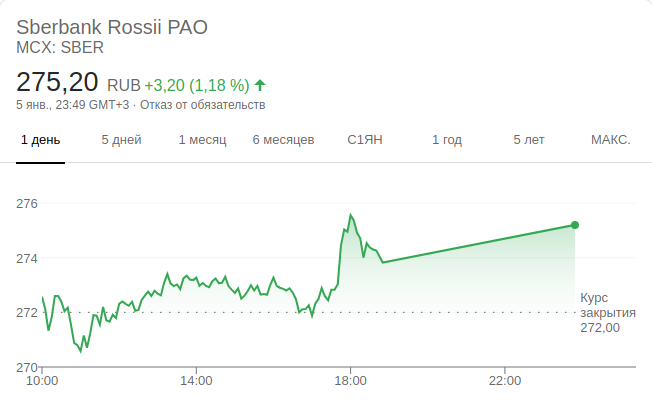 Sberbank Rossii PAO
MCX: SBER
275,20 RUB +3,20 (1,18 %)
5 янв., 23:49 GMT+3 · Отказ от обязательств
1 день 5 дней 1 месяц 6 месяцев С1ЯН 1 год 5 лет МАКС.
276
274
272
270
Курс
закрытия
272,00
10:00 14:00 18:00 22:00